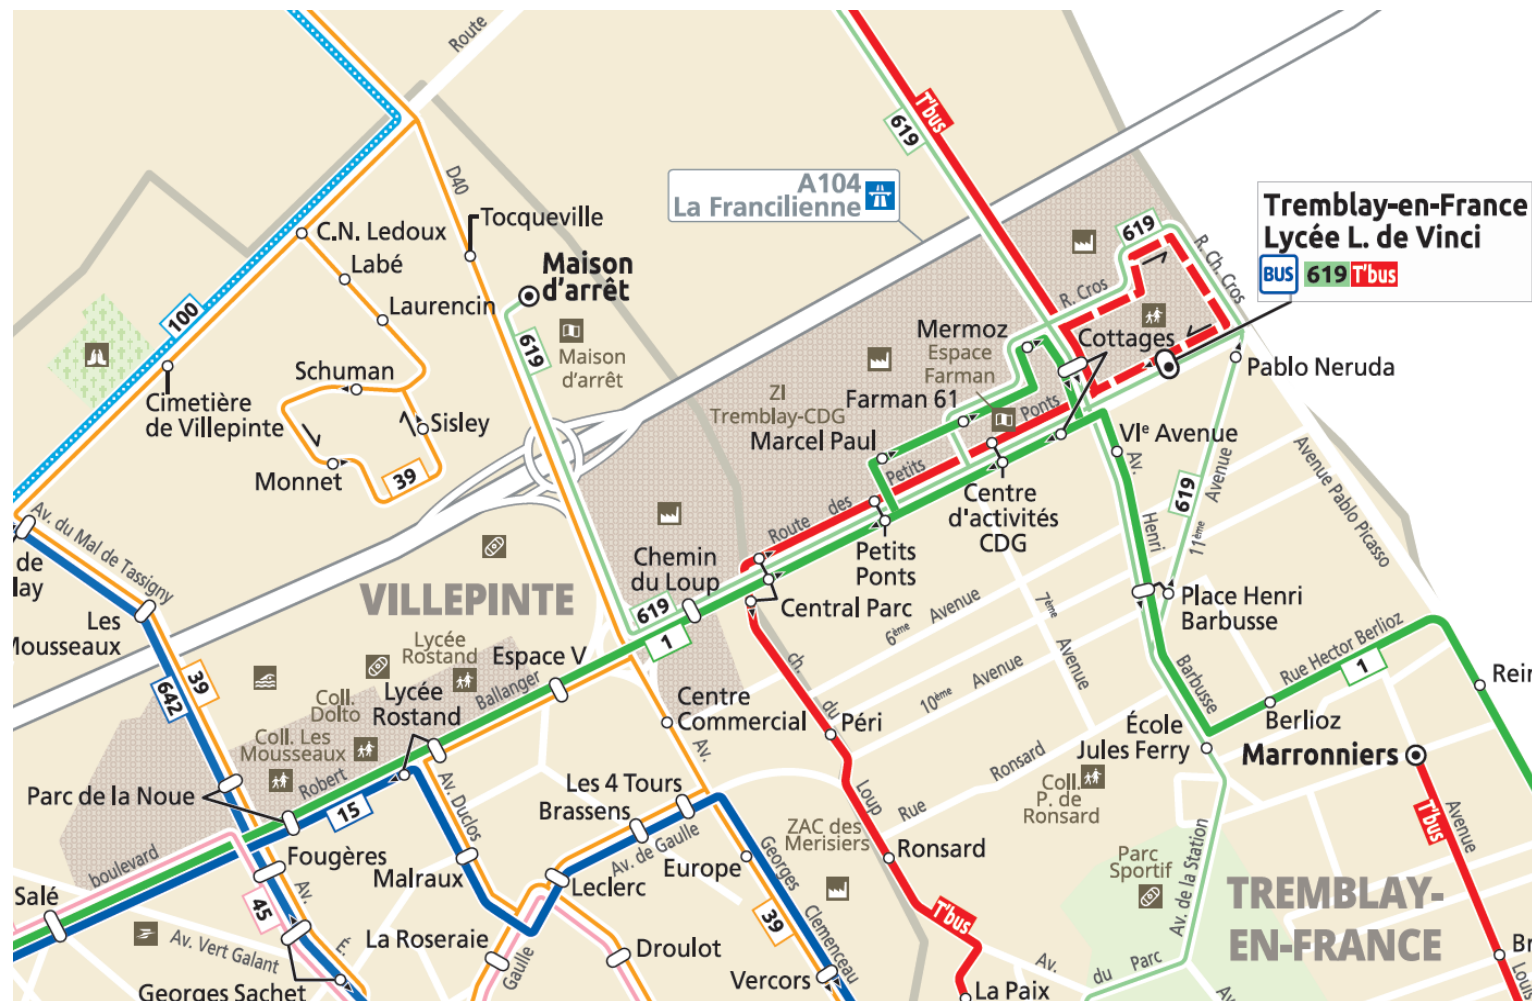 Route
D40
T'bus
619
A104
La Francilienne
Tremblay-en-France
Lycée L. de Vinci
BUS 619 T'bus
619
R. Ch. Cros
R. Cros
C.N. Ledoux
Labé
Laurencin
Tocqueville
Maison
d'arrêt
619
Maison
d'arrêt
100
Schuman
Sisley
Monnet
39
Cimetière
de Villepinte
Mermoz
Espace
Farman
Farman 61
Cottages
Pablo Neruda
ZI
Tremblay-CDG
Marcel Paul
Route des Petits Ponts
VIe Avenue
Centre
d'activités
CDG
Petits
Ponts
Av. Henri Barbusse
619
11ème Avenue
Avenue Pablo Picasso
Av. du Mal de Tassigny
de
lay
Les
Mousseaux
VILLEPINTE
Chemin
du Loup
619
1
Central Parc
6ème Avenue
7ème Avenue
10ème Avenue
Place Henri
Barbusse
Rue Hector Berlioz
1
Berlioz
Rein
39
642
Lycée
Rostand
Espace V
Coll.
Dolto
Lycée
Rostand
Ballanger
Coll. Les
Mousseaux
Robert
boulevard
Parc de la Noue
15
Centre
Commercial
Av.
ch. du Loup
Péri
École
Jules Ferry
Marronniers
Rue Ronsard
Coll.
P. de
Ronsard
Les 4 Tours
Brassens
Av. Duclos
Av. de Gaulle
ZAC des
Merisiers
Ronsard
T'bus
Avenue
Fougères
Malraux
Europe
Georges Clemenceau
Leclerc
Parc
Sportif
Av. de la Station
TREMBLAY-
EN-FRANCE
Salé
45
Av.
É.
Av. Vert Galant
La Roseraie
Gaulle
Droulot
39
T'bus
Vercors
Georges Sachet
La Paix
Av. du Parc
Br
Louis